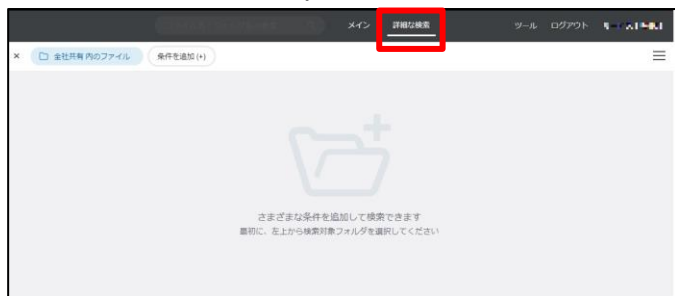 メイン 詳細な検索 ツール ログアウト
× 全社共有 内のファイル 条件を追加 (+)
さまざまな条件を追加して検索できます
最初に、左上から検索対象フォルダを選択してください